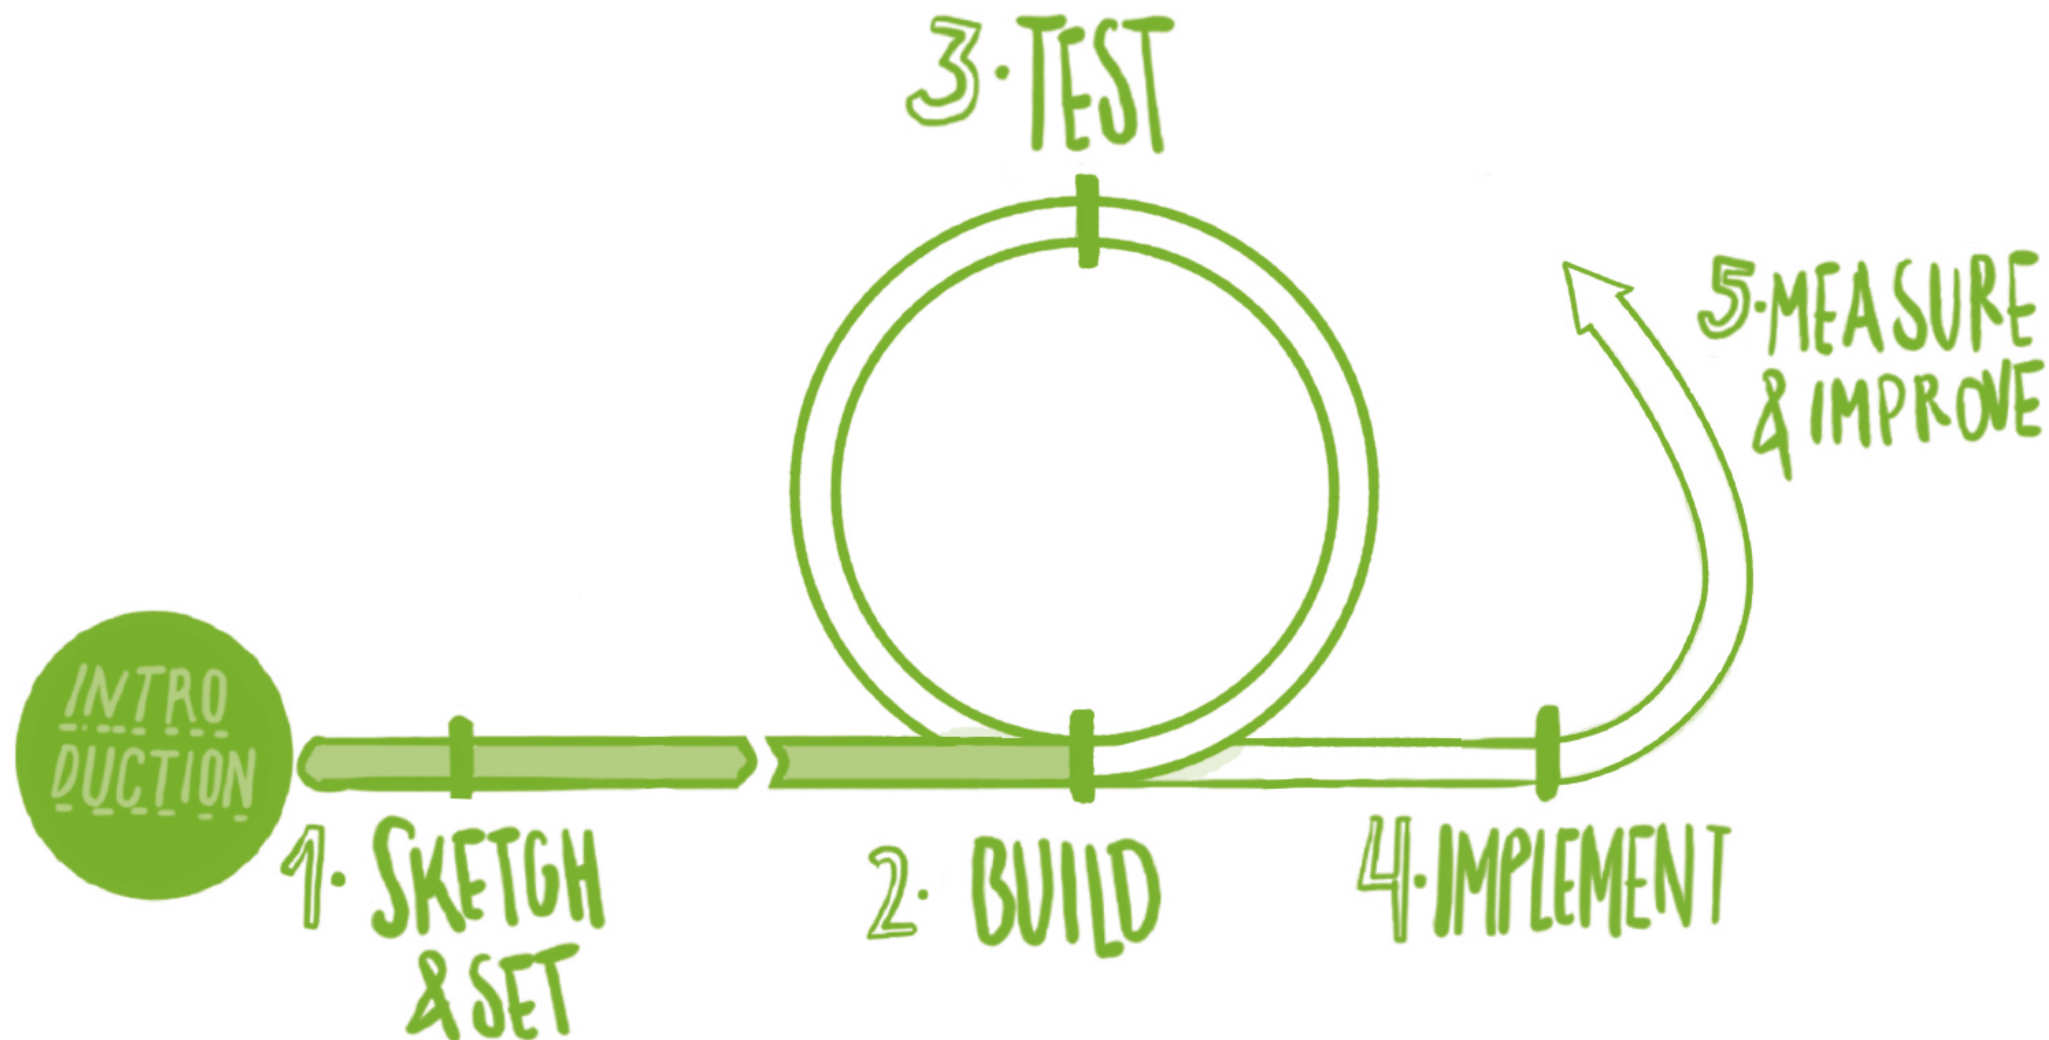 INTRO
DUCTION
1. SKETCH
& SET
2. BUILD
3. TEST
4. IMPLEMENT
5. MEASURE
& IMPROVE